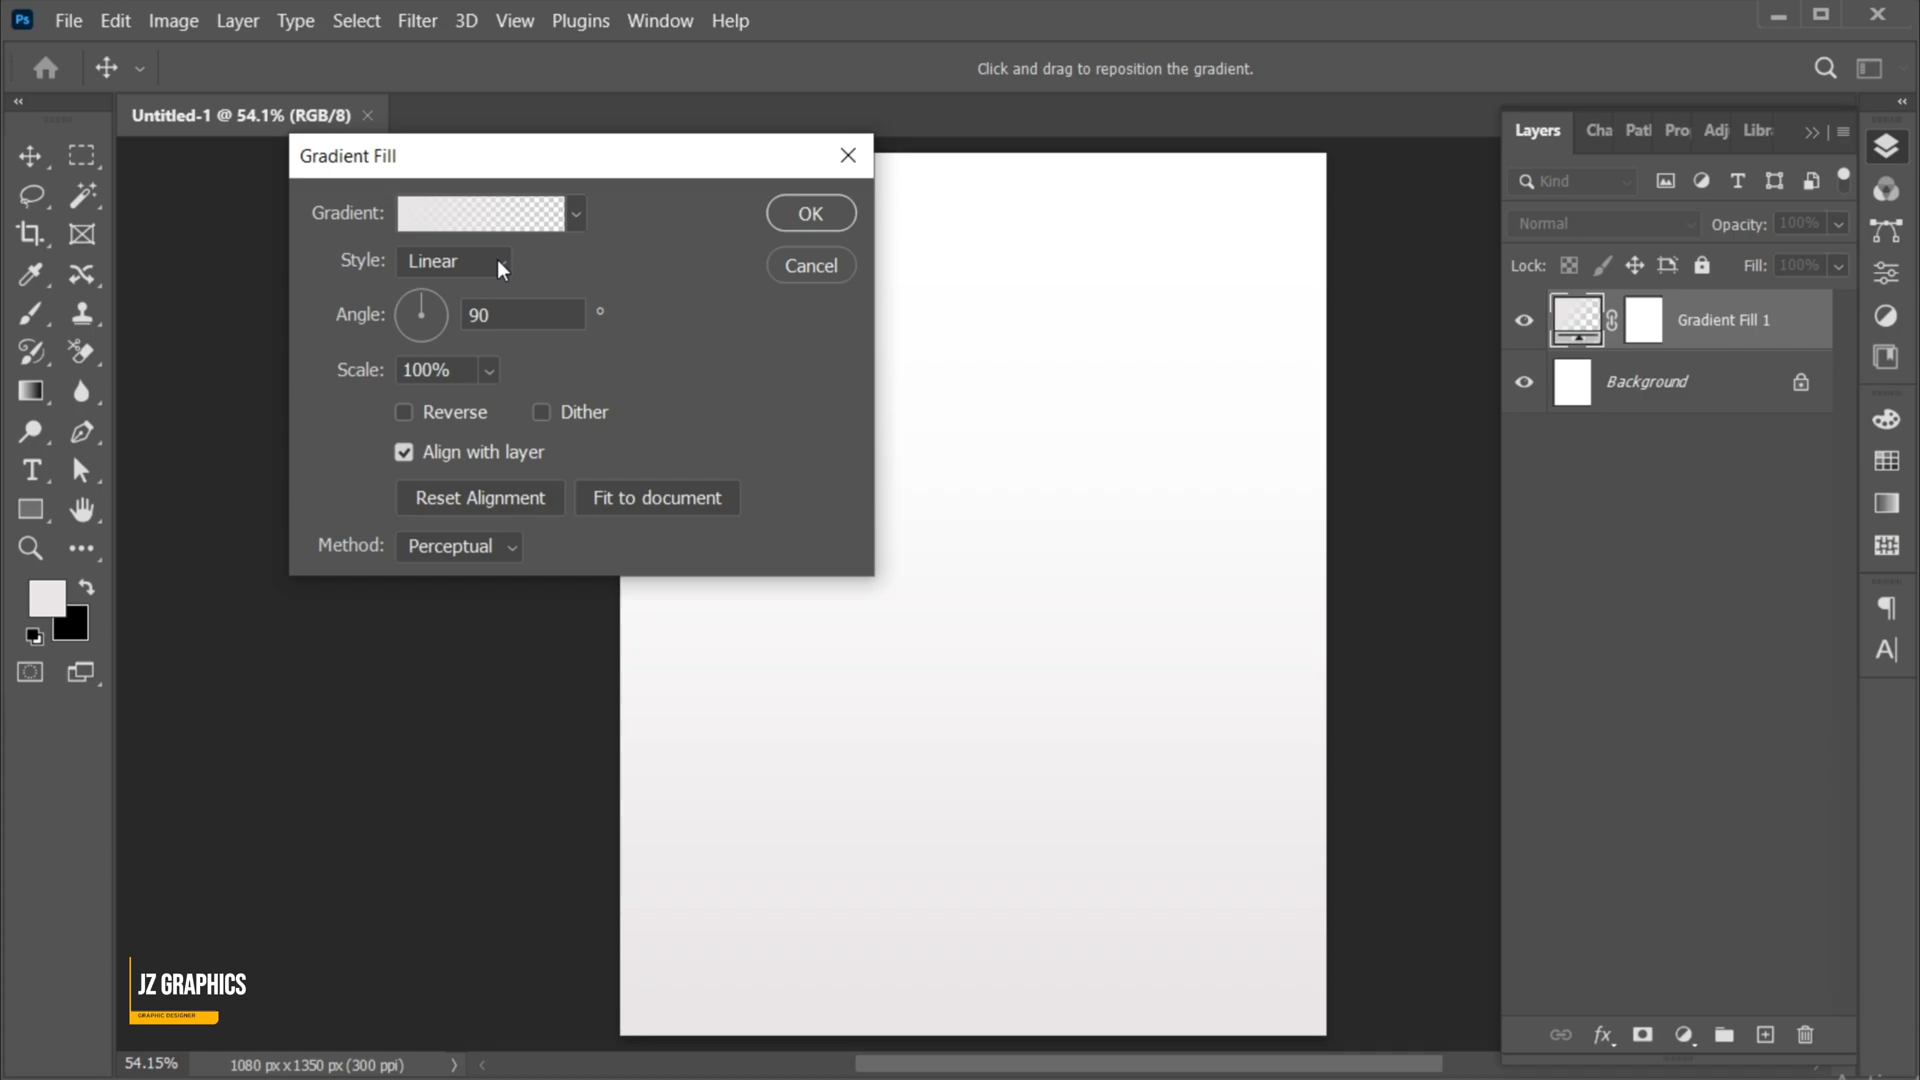 Ps File Edit Image Layer Type Select Filter 3D View Plugins Window Help
Click and drag to reposition the gradient.
Untitled-1 @ 54.1% (RGB/8)
Gradient Fill
Gradient:
OK
Style: Linear
Cancel
Angle: 90 °
Scale: 100%
Reverse Dither
Align with layer
Reset Alignment Fit to document
Method: Perceptual
Layers Cha Patl Pro Adj Libr
Kind
Normal Opacity: 100%
Lock: Fill: 100%
Gradient Fill 1
Background
JZ GRAPHICS
GRAPHIC DESIGNER
54.15% 1080 px x 1350 px (300 ppi)